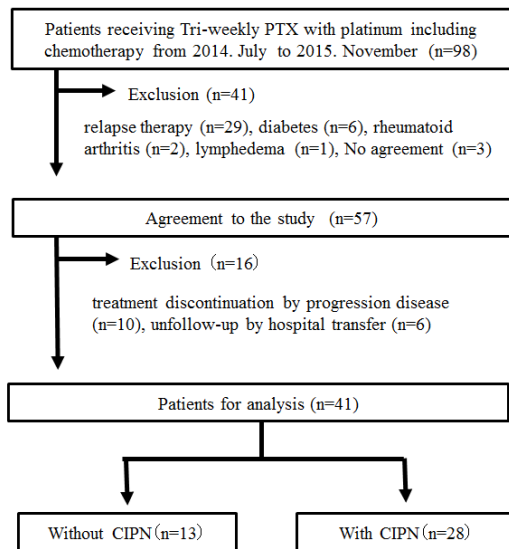 Patients receiving Tri-weekly PTX with platinum including
chemotherapy from 2014. July to 2015. November (n=98)
Exclusion (n=41)
relapse therapy (n=29), diabetes (n=6), rheumatoid
arthritis (n=2), lymphedema (n=1), No agreement (n=3)
Agreement to the study (n=57)
Exclusion (n=16)
treatment discontinuation by progression disease
(n=10), unfollow-up by hospital transfer (n=6)
Patients for analysis (n=41)
Without CIPN(n=13)
With CIPN(n=28)